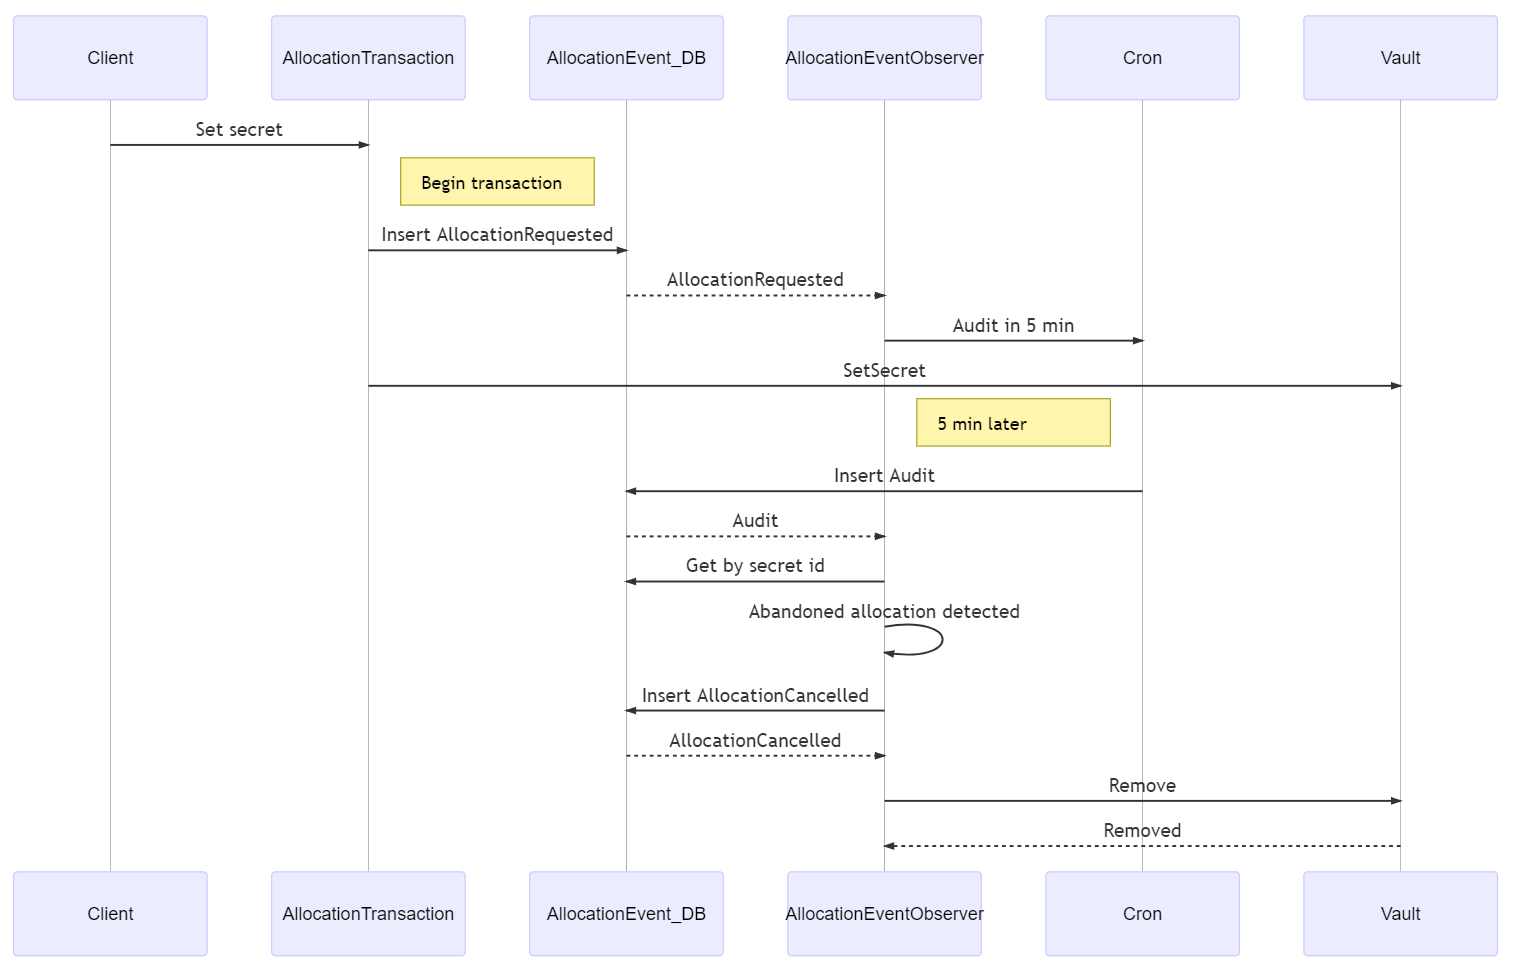 Client
AllocationTransaction
AllocationEvent_DB
AllocationEventObserver
Cron
Vault
Set secret
Begin transaction
Insert AllocationRequested
AllocationRequested
Audit in 5 min
SetSecret
5 min later
Insert Audit
Audit
Get by secret id
Abandoned allocation detected
Insert AllocationCancelled
AllocationCancelled
Remove
Removed
Client
AllocationTransaction
AllocationEvent_DB
AllocationEventObserver
Cron
Vault